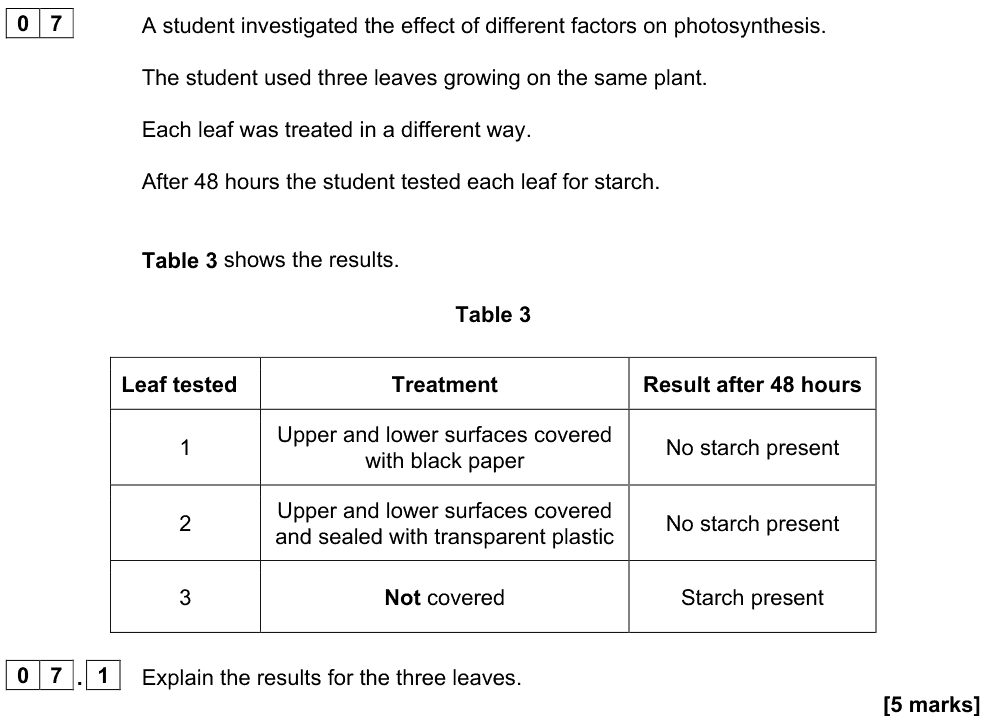 0 7 A student investigated the effect of different factors on photosynthesis.
The student used three leaves growing on the same plant.
Each leaf was treated in a different way.
After 48 hours the student tested each leaf for starch.
Table 3 shows the results.
Table 3
Leaf tested Treatment Result after 48 hours
1 Upper and lower surfaces covered with black paper No starch present
2 Upper and lower surfaces covered and sealed with transparent plastic No starch present
3 Not covered Starch present
0 7 . 1 Explain the results for the three leaves.
[5 marks]